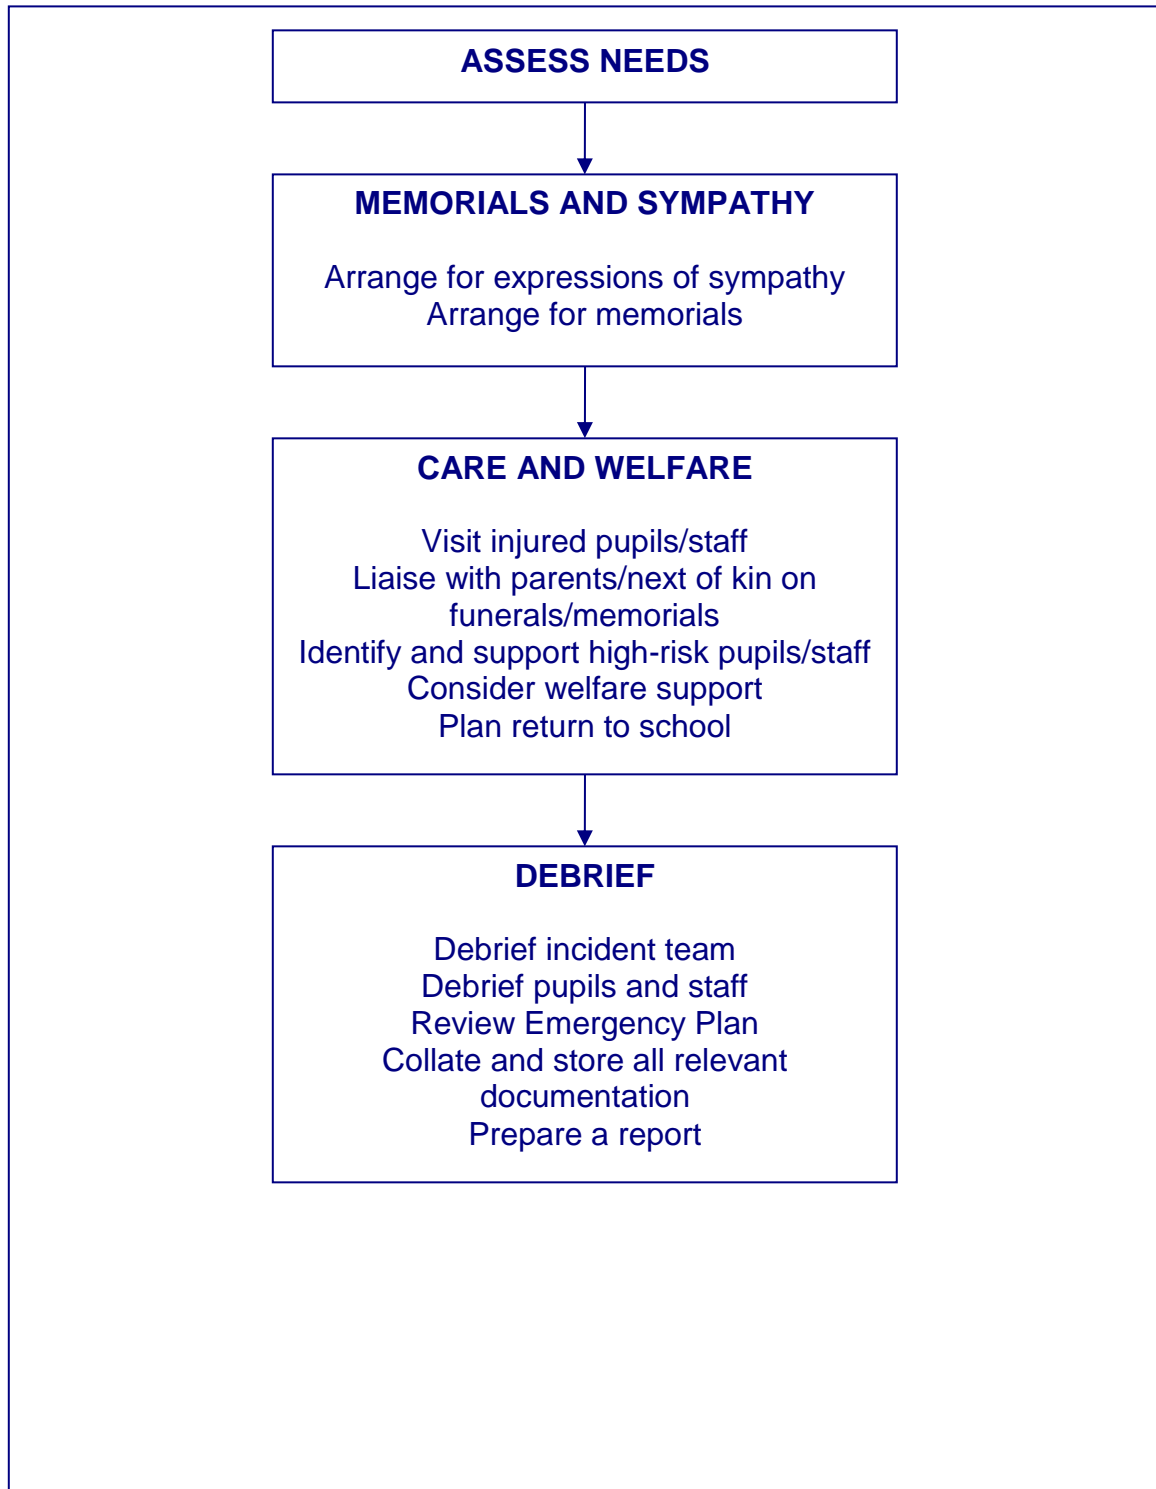 ASSESS NEEDS
MEMORIALS AND SYMPATHY
Arrange for expressions of sympathy
Arrange for memorials
CARE AND WELFARE
Visit injured pupils/staff
Liaise with parents/next of kin on
funerals/memorials
Identify and support high-risk pupils/staff
Consider welfare support
Plan return to school
DEBRIEF
Debrief incident team
Debrief pupils and staff
Review Emergency Plan
Collate and store all relevant
documentation
Prepare a report